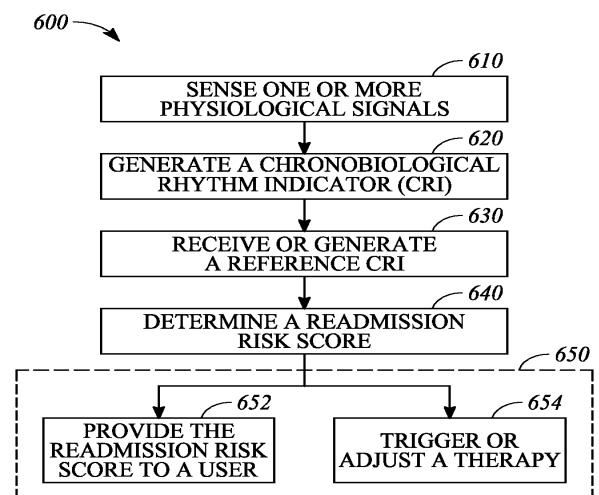 600
610
SENSE ONE OR MORE
PHYSIOLOGICAL SIGNALS
620
GENERATE A CHRONOBIOLOGICAL
RHYTHM INDICATOR (CRI)
630
RECEIVE OR GENERATE
A REFERENCE CRI
640
DETERMINE A READMISSION
RISK SCORE
650
652
PROVIDE THE
READMISSION RISK
SCORE TO A USER
654
TRIGGER OR
ADJUST A THERAPY